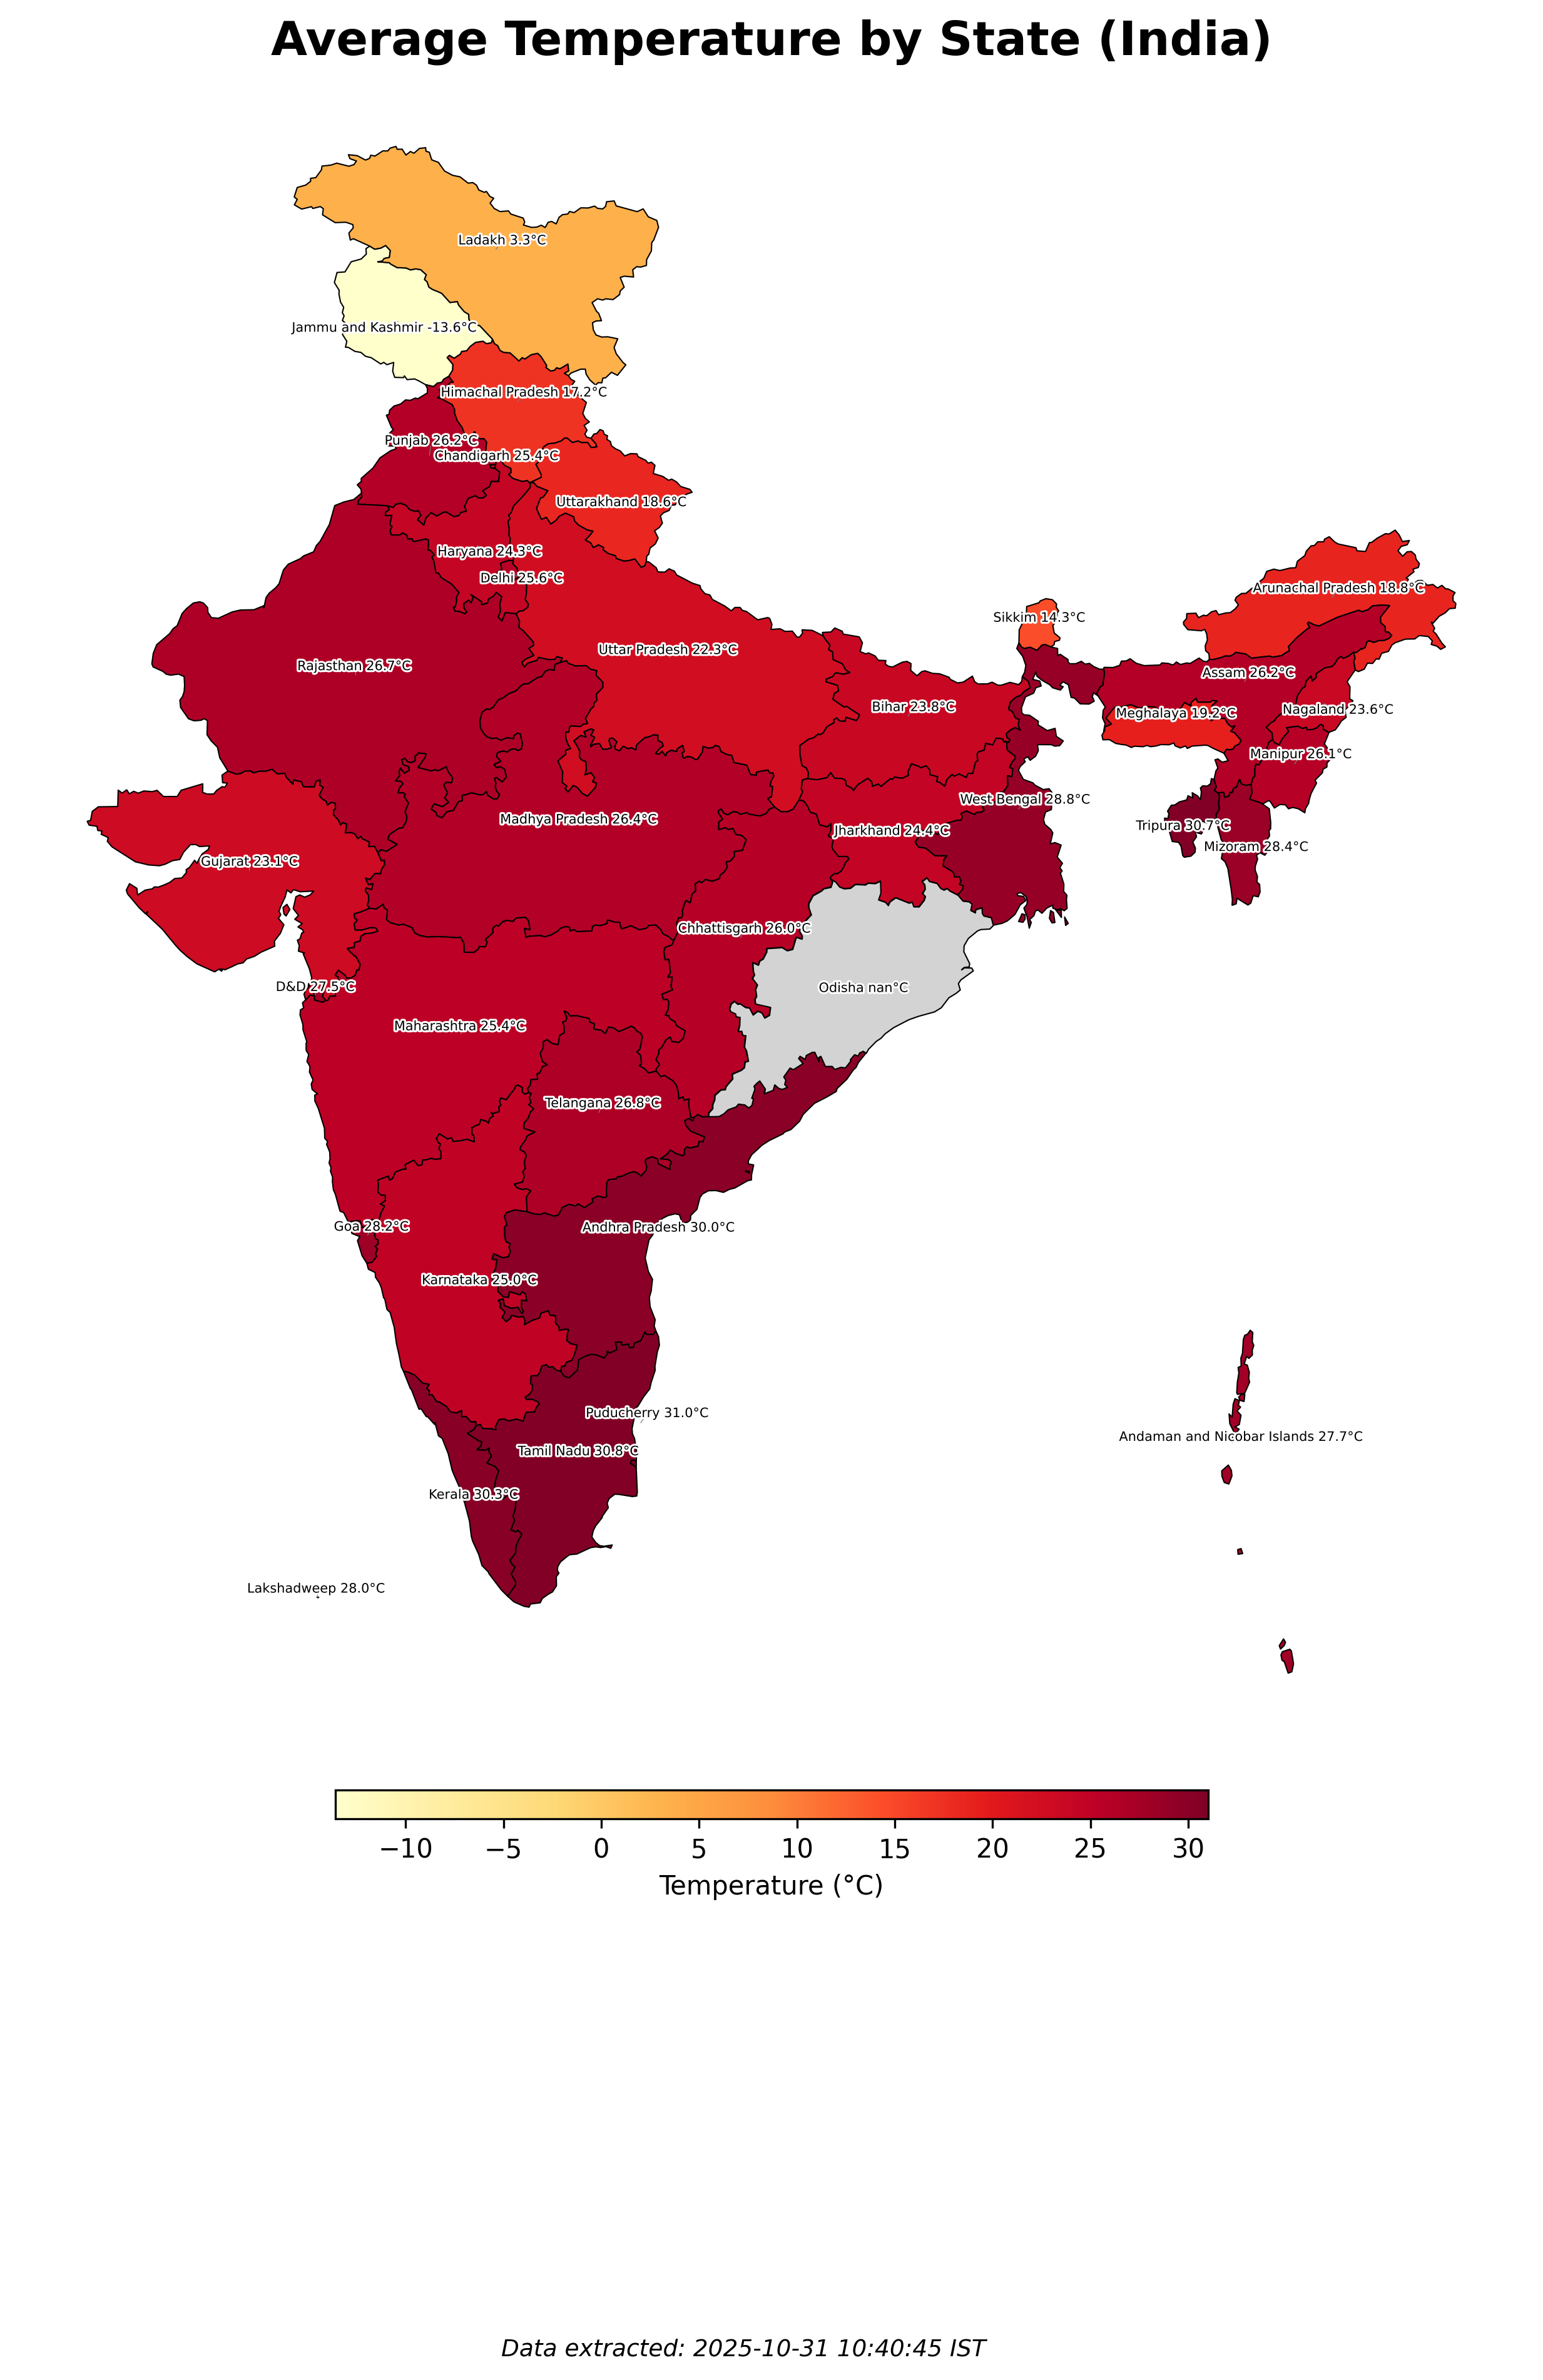 Average Temperature by State (India)
Ladakh 3.3°C
Jammu and Kashmir -13.6°C
Himachal Pradesh 17.2°C
Punjab 26.2°C
Chandigarh 25.4°C
Uttarakhand 18.6°C
Haryana 24.3°C
Delhi 25.6°C
Arunachal Pradesh 18.8°C
Sikkim 14.3°C
Uttar Pradesh 22.3°C
Rajasthan 26.7°C
Assam 26.2°C
Bihar 23.8°C
Nagaland 23.6°C
Meghalaya 19.2°C
Manipur 26.1°C
West Bengal 28.8°C
Madhya Pradesh 26.4°C
Tripura 30.7°C
Jharkhand 24.4°C
Mizoram 28.4°C
Gujarat 23.1°C
Chhattisgarh 26.0°C
D&D 27.5°C
Odisha nan°C
Maharashtra 25.4°C
Telangana 26.8°C
Goa 28.2°C
Andhra Pradesh 30.0°C
Karnataka 25.0°C
Puducherry 31.0°C
Andaman and Nicobar Islands 27.7°C
Tamil Nadu 30.8°C
Kerala 30.3°C
Lakshadweep 28.0°C
−10 −5 0 5 10 15 20 25 30
Temperature (°C)
Data extracted: 2025-10-31 10:40:45 IST